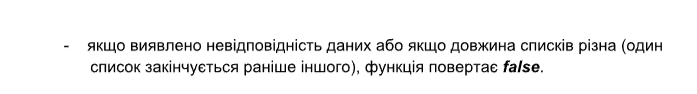 - якщо виявлено невідповідність даних або якщо довжина списків різна (один
список закінчується раніше іншого), функція повертає false.